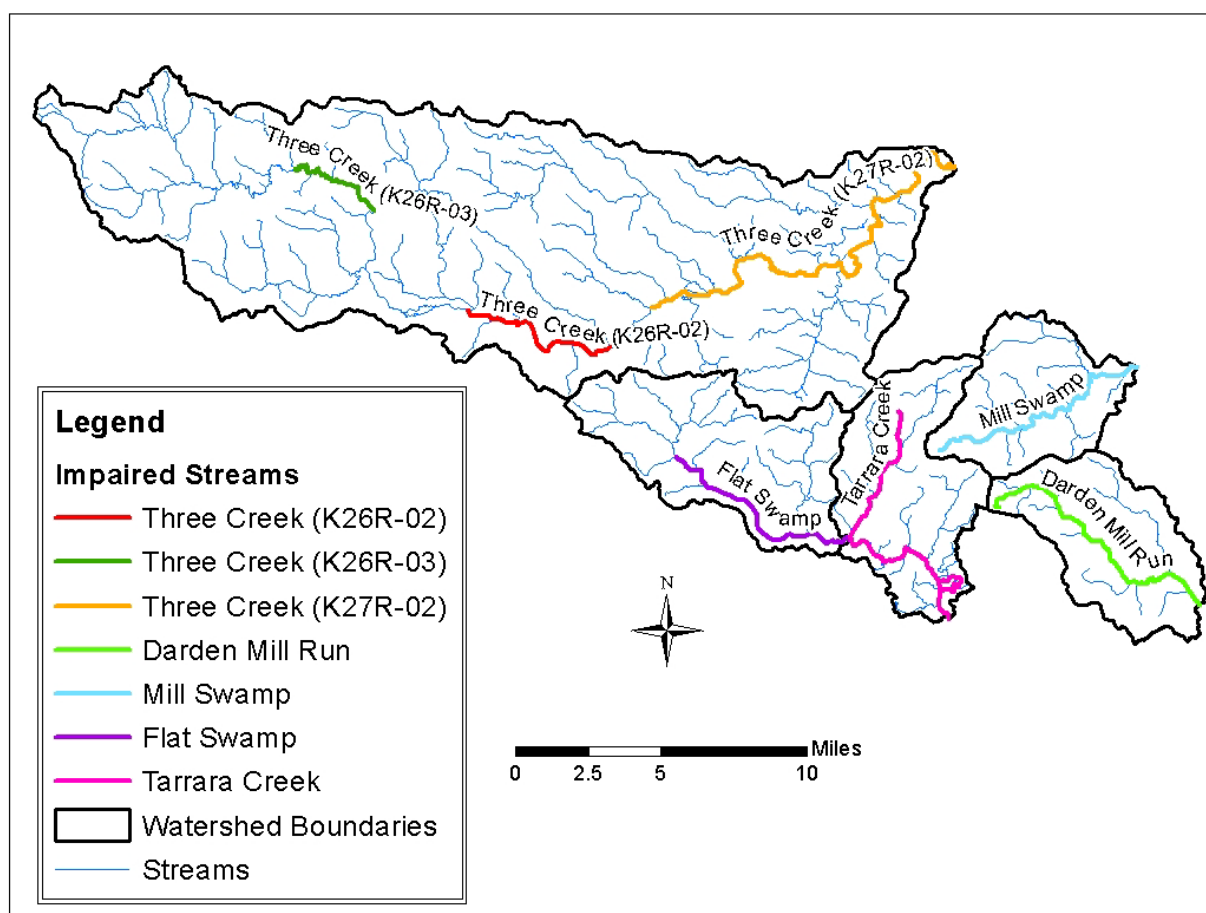 Three Creek (K26R-03)
Three Creek (K27R-02)
Three Creek (K26R-02)
Mill Swamp
Tarrara Creek
Flat Swamp
Darden Mill Run
N
Legend
Impaired Streams
Three Creek (K26R-02)
Three Creek (K26R-03)
Three Creek (K27R-02)
Darden Mill Run
Mill Swamp
Flat Swamp
Tarrara Creek
Watershed Boundaries
Streams
Miles
0 2.5 5 10